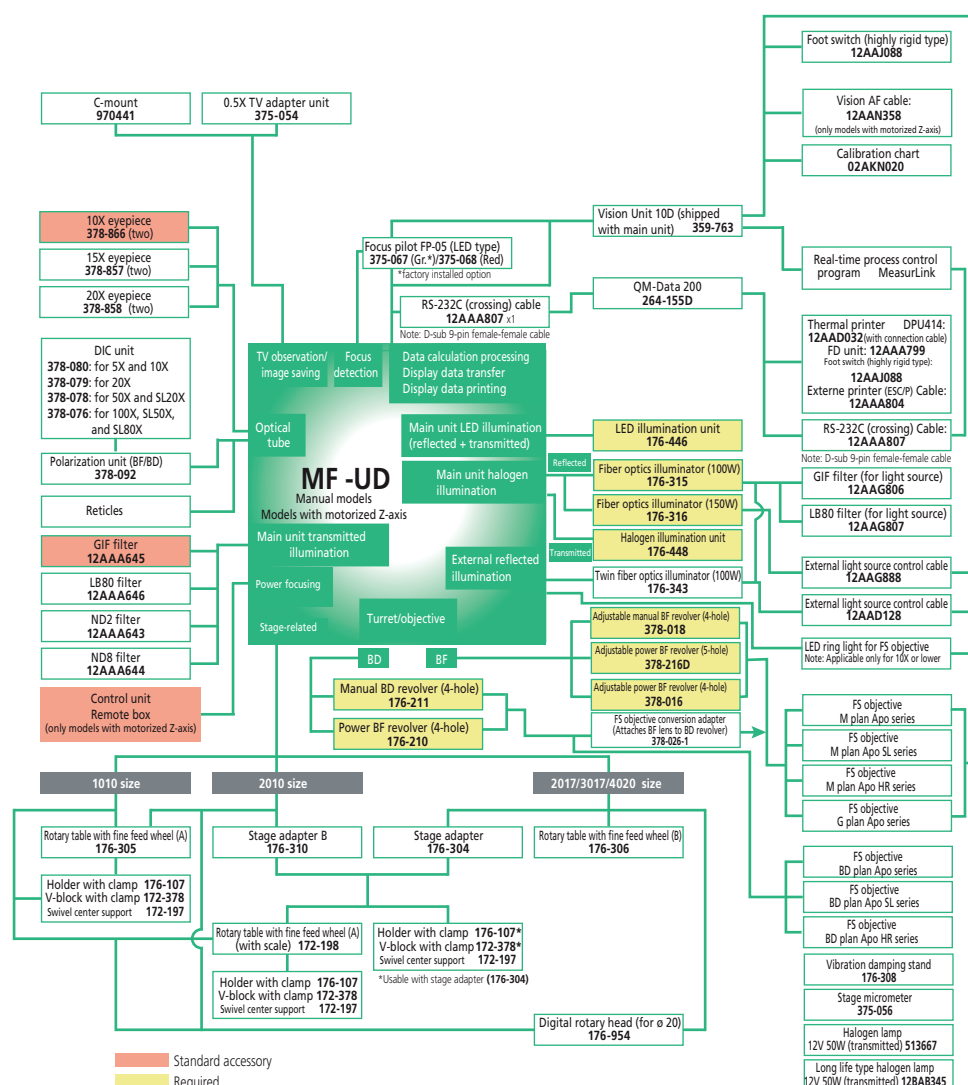 Foot switch (highly rigid type)
12AAJ088
C-mount
970441
0.5X TV adapter unit
375-054
Vision AF cable:
12AAN358
(only models with motorized Z-axis)
Calibration chart
02AKN020
10X eyepiece
378-866 (two)
15X eyepiece
378-857 (two)
20X eyepiece
378-858 (two)
Vision Unit 10D (shipped
with main unit) 359-763
Focus pilot FP-05 (LED type)
375-067 (Gr.*)/375-068 (Red)
*factory installed option
Real-time process control
program MeasurLink
RS-232C (crossing) cable
12AAA807 x1
Note: D-sub 9-pin female-female cable
QM-Data 200
264-155D
Thermal printer DPU414:
12AAD032 (with connection cable)
FD unit: 12AAA799
Foot switch (highly rigid type):
12AAJ088
Externe printer (ESC/P) Cable:
12AAA804
RS-232C (crossing) Cable:
12AAA807
Note: D-sub 9-pin female-female cable
DIC unit
378-080: for 5X and 10X
378-079: for 20X
378-078: for 50X and SL20X
378-076: for 100X, SL50X,
and SL80X
Polarization unit (BF/BD)
378-092
Reticles
GIF filter
12AAA645
LB80 filter
12AAA646
ND2 filter
12AAA643
ND8 filter
12AAA644
Control unit
Remote box
(only models with motorized Z-axis)
TV observation/
image saving
Focus
detection
Data calculation processing
Display data transfer
Display data printing
Optical
tube
Main unit LED illumination
(reflected + transmitted)
MF -UD
Manual models
Models with motorized Z-axis
Main unit halogen
illumination
Main unit transmitted
illumination
External reflected
illumination
Power focusing
Stage-related
Turret/objective
Reflected
Transmitted
LED illumination unit
176-446
Fiber optics illuminator (100W)
176-315
Fiber optics illuminator (150W)
176-316
Halogen illumination unit
176-448
Twin fiber optics illuminator (100W)
176-343
GIF filter (for light source)
12AAG806
LB80 filter (for light source)
12AAG807
External light source control cable
12AAG888
External light source control cable
12AAD128
LED ring light for FS objective
Note: Applicable only for 10X or lower
BD
BF
Adjustable manual BF revolver (4-hole)
378-018
Adjustable power BF revolver (5-hole)
378-216D
Adjustable power BF revolver (4-hole)
378-016
Manual BD revolver (4-hole)
176-211
Power BF revolver (4-hole)
176-210
FS objective conversion adapter
(Attaches BF lens to BD revolver)
378-026-1
FS objective
M plan Apo series
FS objective
M plan Apo SL series
FS objective
M plan Apo HR series
FS objective
G plan Apo series
1010 size
2010 size
2017/3017/4020 size
Rotary table with fine feed wheel (A)
176-305
Stage adapter B
176-310
Stage adapter
176-304
Rotary table with fine feed wheel (B)
176-306
Holder with clamp 176-107
V-block with clamp 172-378
Swivel center support 172-197
Rotary table with fine feed wheel (A)
(with scale) 172-198
Holder with clamp 176-107*
V-block with clamp 172-378*
Swivel center support 172-197
*Usable with stage adapter (176-304)
Holder with clamp 176-107
V-block with clamp 172-378
Swivel center support 172-197
Digital rotary head (for ø 20)
176-954
FS objective
BD plan Apo series
FS objective
BD plan Apo SL series
FS objective
BD plan Apo HR series
Vibration damping stand
176-308
Stage micrometer
375-056
Halogen lamp
12V 50W (transmitted) 513667
Long life type halogen lamp
12V 50W (transmitted) 12BAB345
Standard accessory
Required